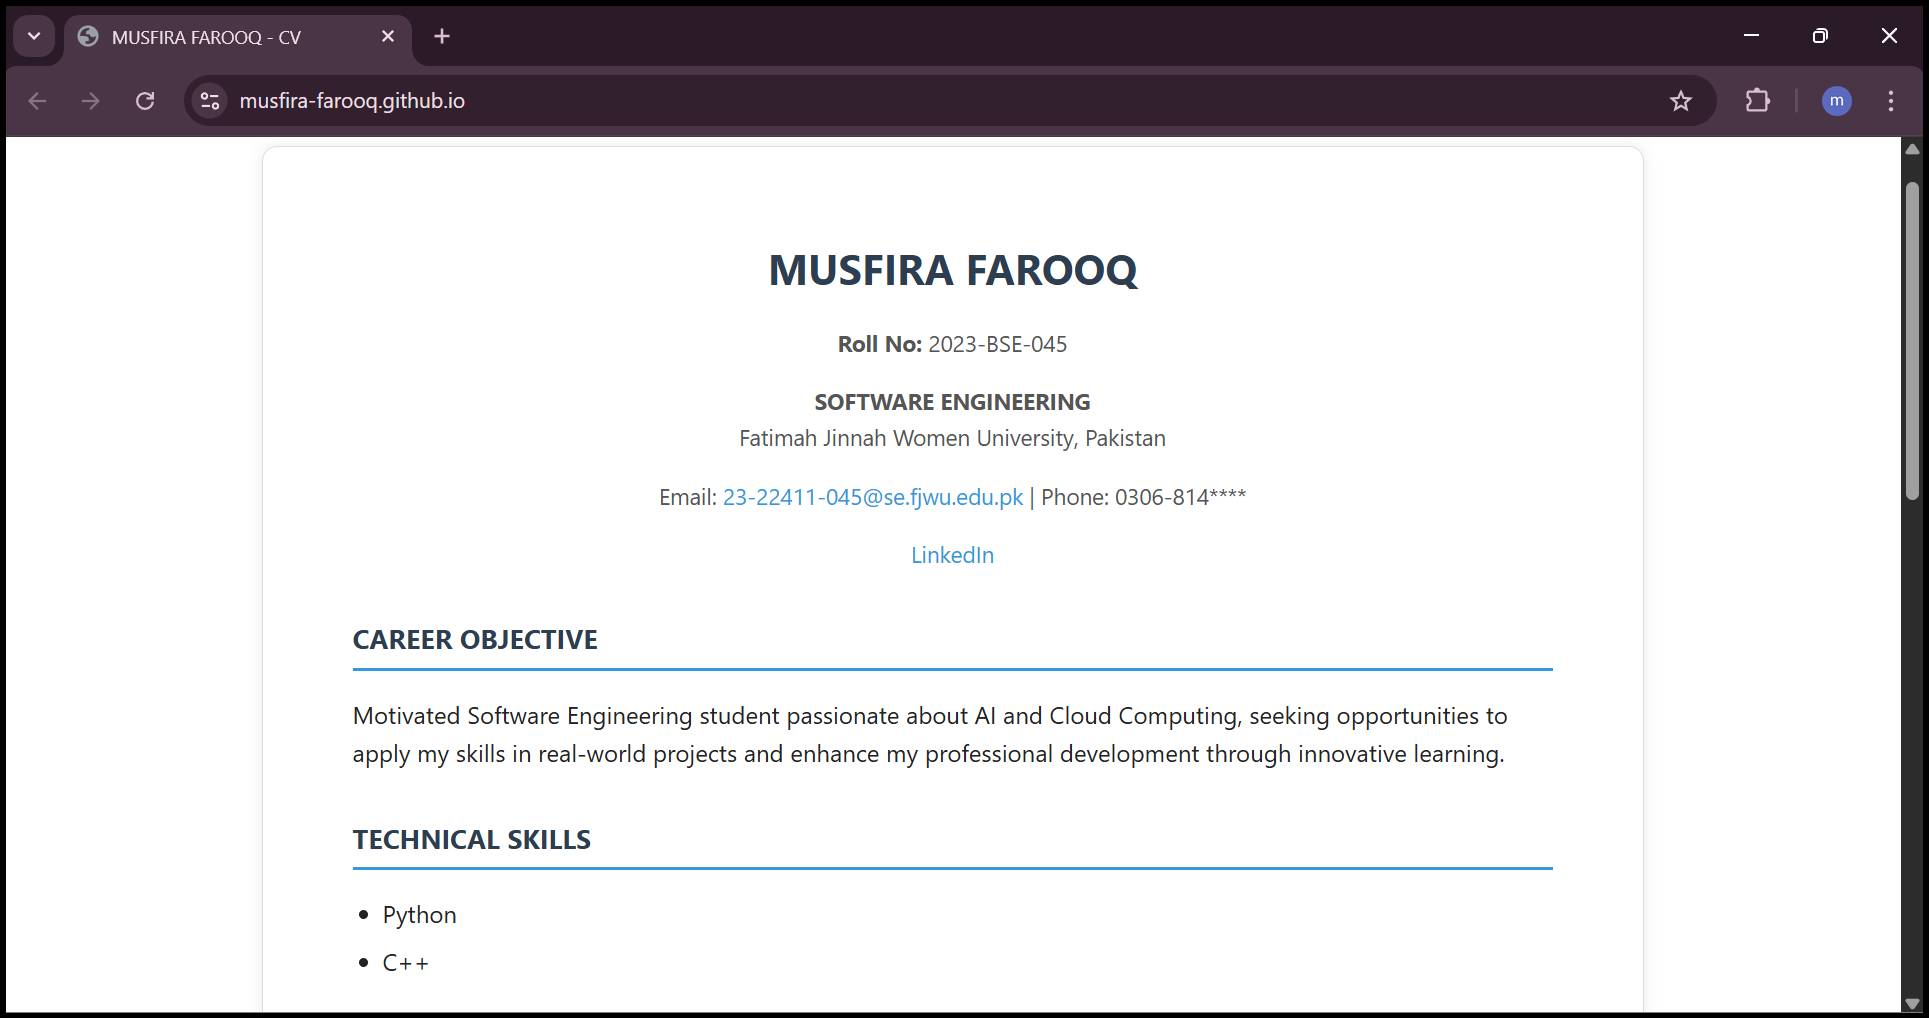 MUSFIRA FAROOQ - CV
musfira-farooq.github.io
m
MUSFIRA FAROOQ
Roll No: 2023-BSE-045
SOFTWARE ENGINEERING
Fatimah Jinnah Women University, Pakistan
Email: 23-22411-045@se.fjwu.edu.pk | Phone: 0306-814****
LinkedIn
CAREER OBJECTIVE
Motivated Software Engineering student passionate about AI and Cloud Computing, seeking opportunities to
apply my skills in real-world projects and enhance my professional development through innovative learning.
TECHNICAL SKILLS
• Python
• C++